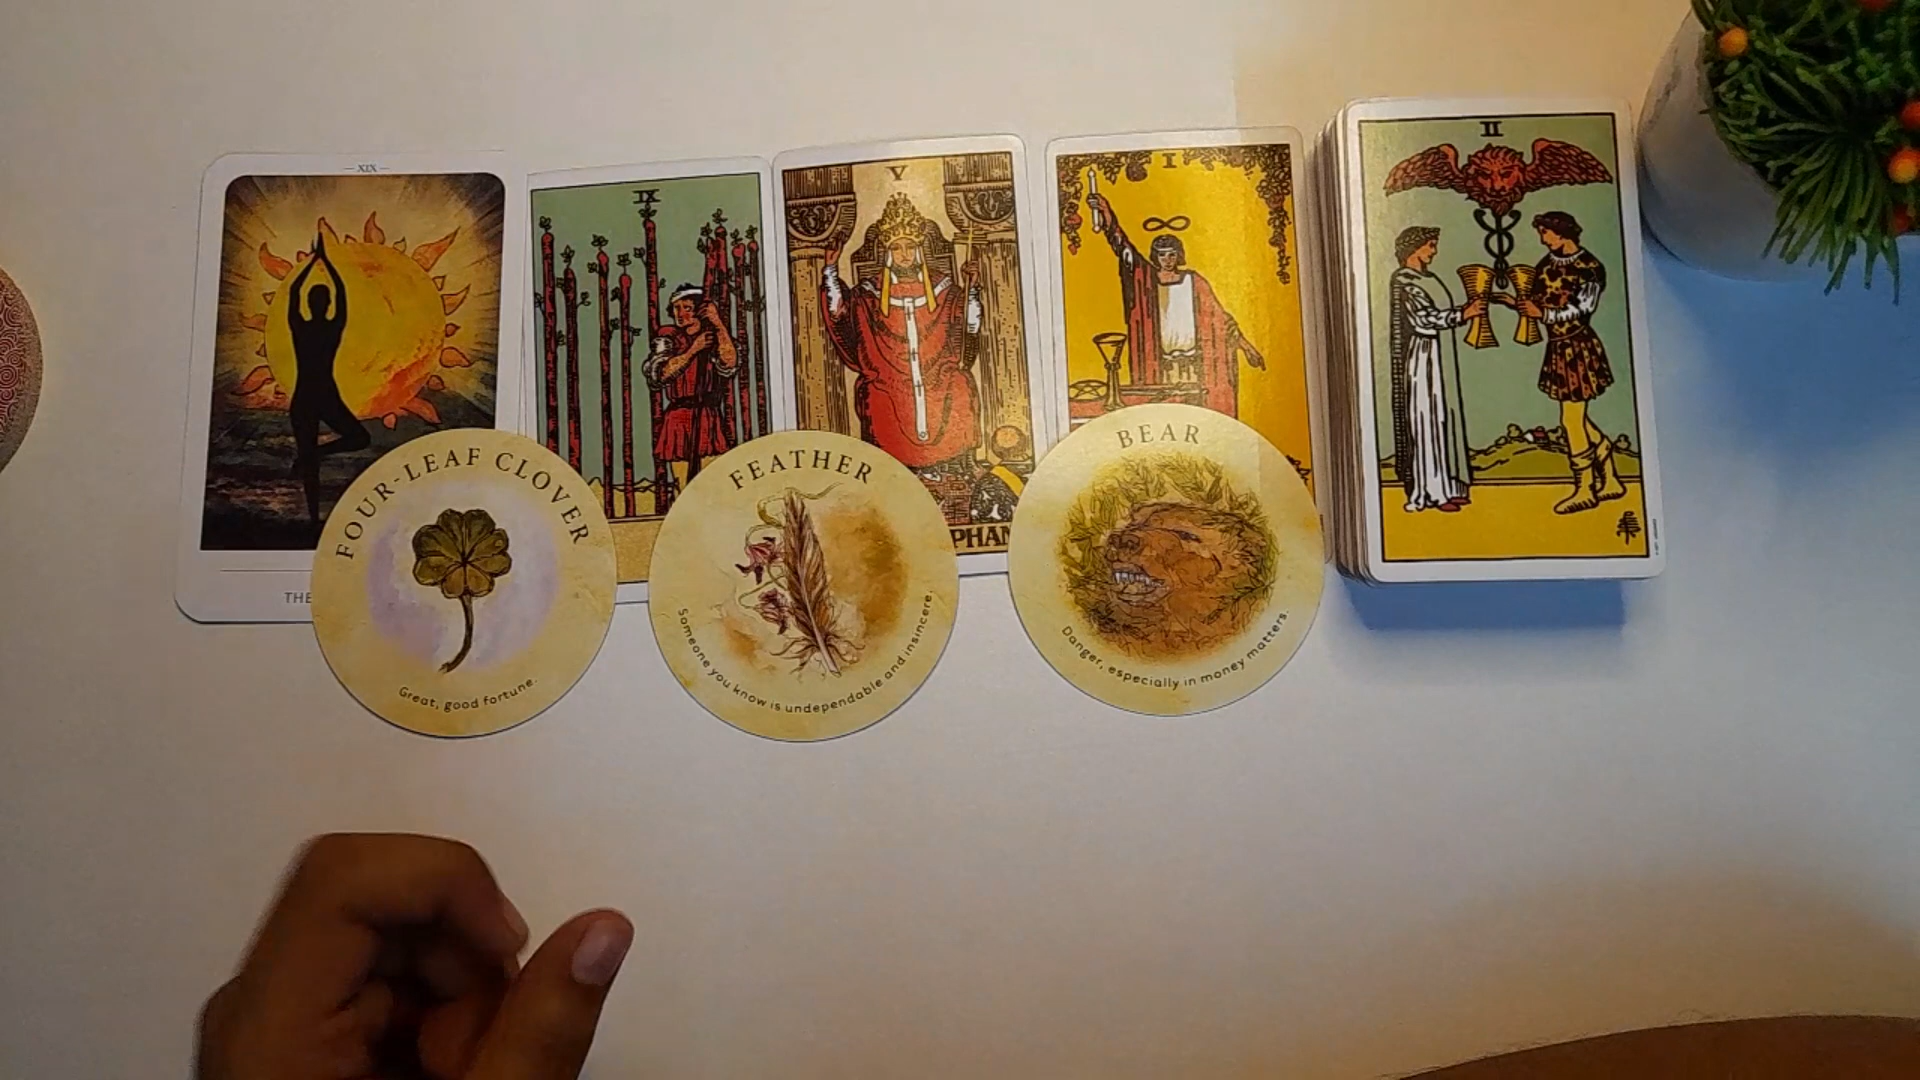 XIX
THE
IX
V
PHAN
I
II
FOUR-LEAF CLOVER
Great, good fortune.
FEATHER
Someone you know is undependable and insincere.
BEAR
Danger, especially in money matters.